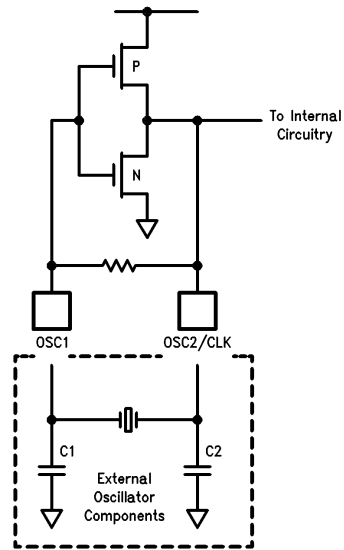 P
To Internal
Circuitry
N
OSC1
OSC2/CLK
C1
C2
External
Oscillator
Components